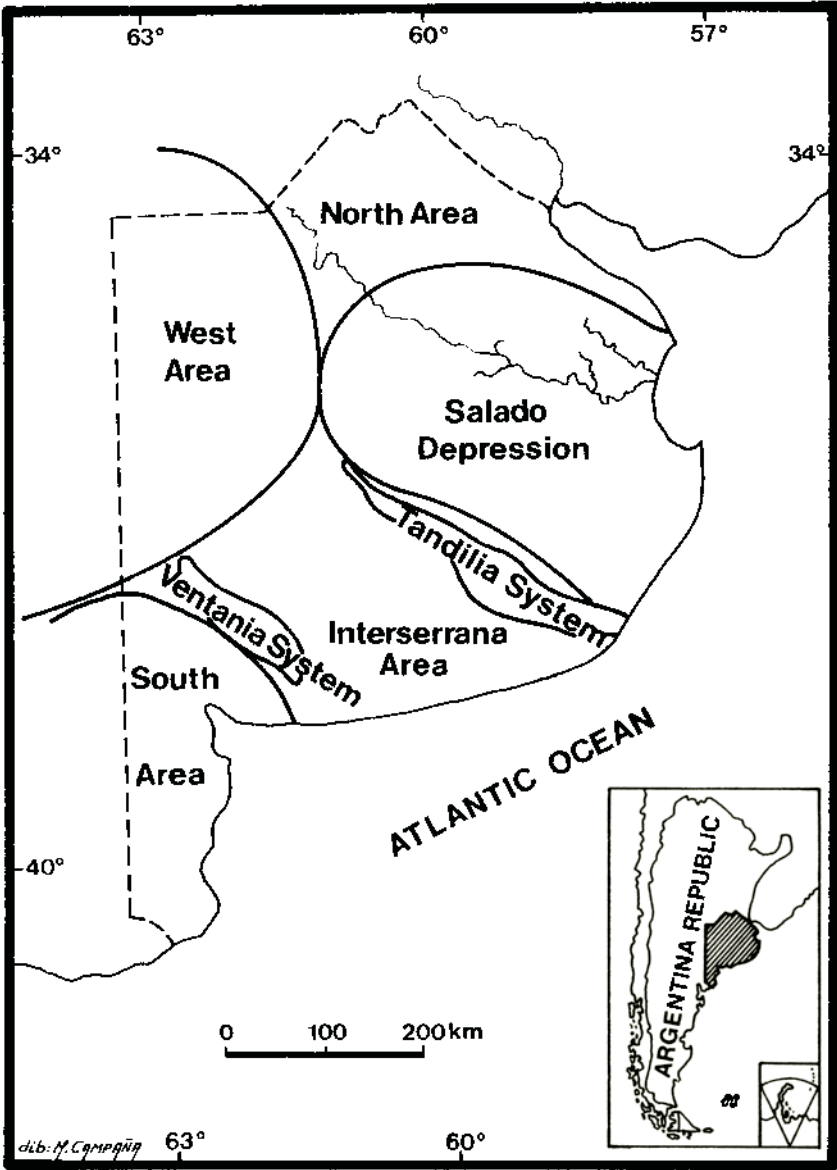 63° 60° 57°
34° 34°
North Area
West
Area
Salado
Depression
Tandilia System
Ventania System
Interserrana
Area
South
Area
ATLANTIC OCEAN
40°
ARGENTINA REPUBLIC
0 100 200km
dib: M. CAMPAÑA
63° 60°